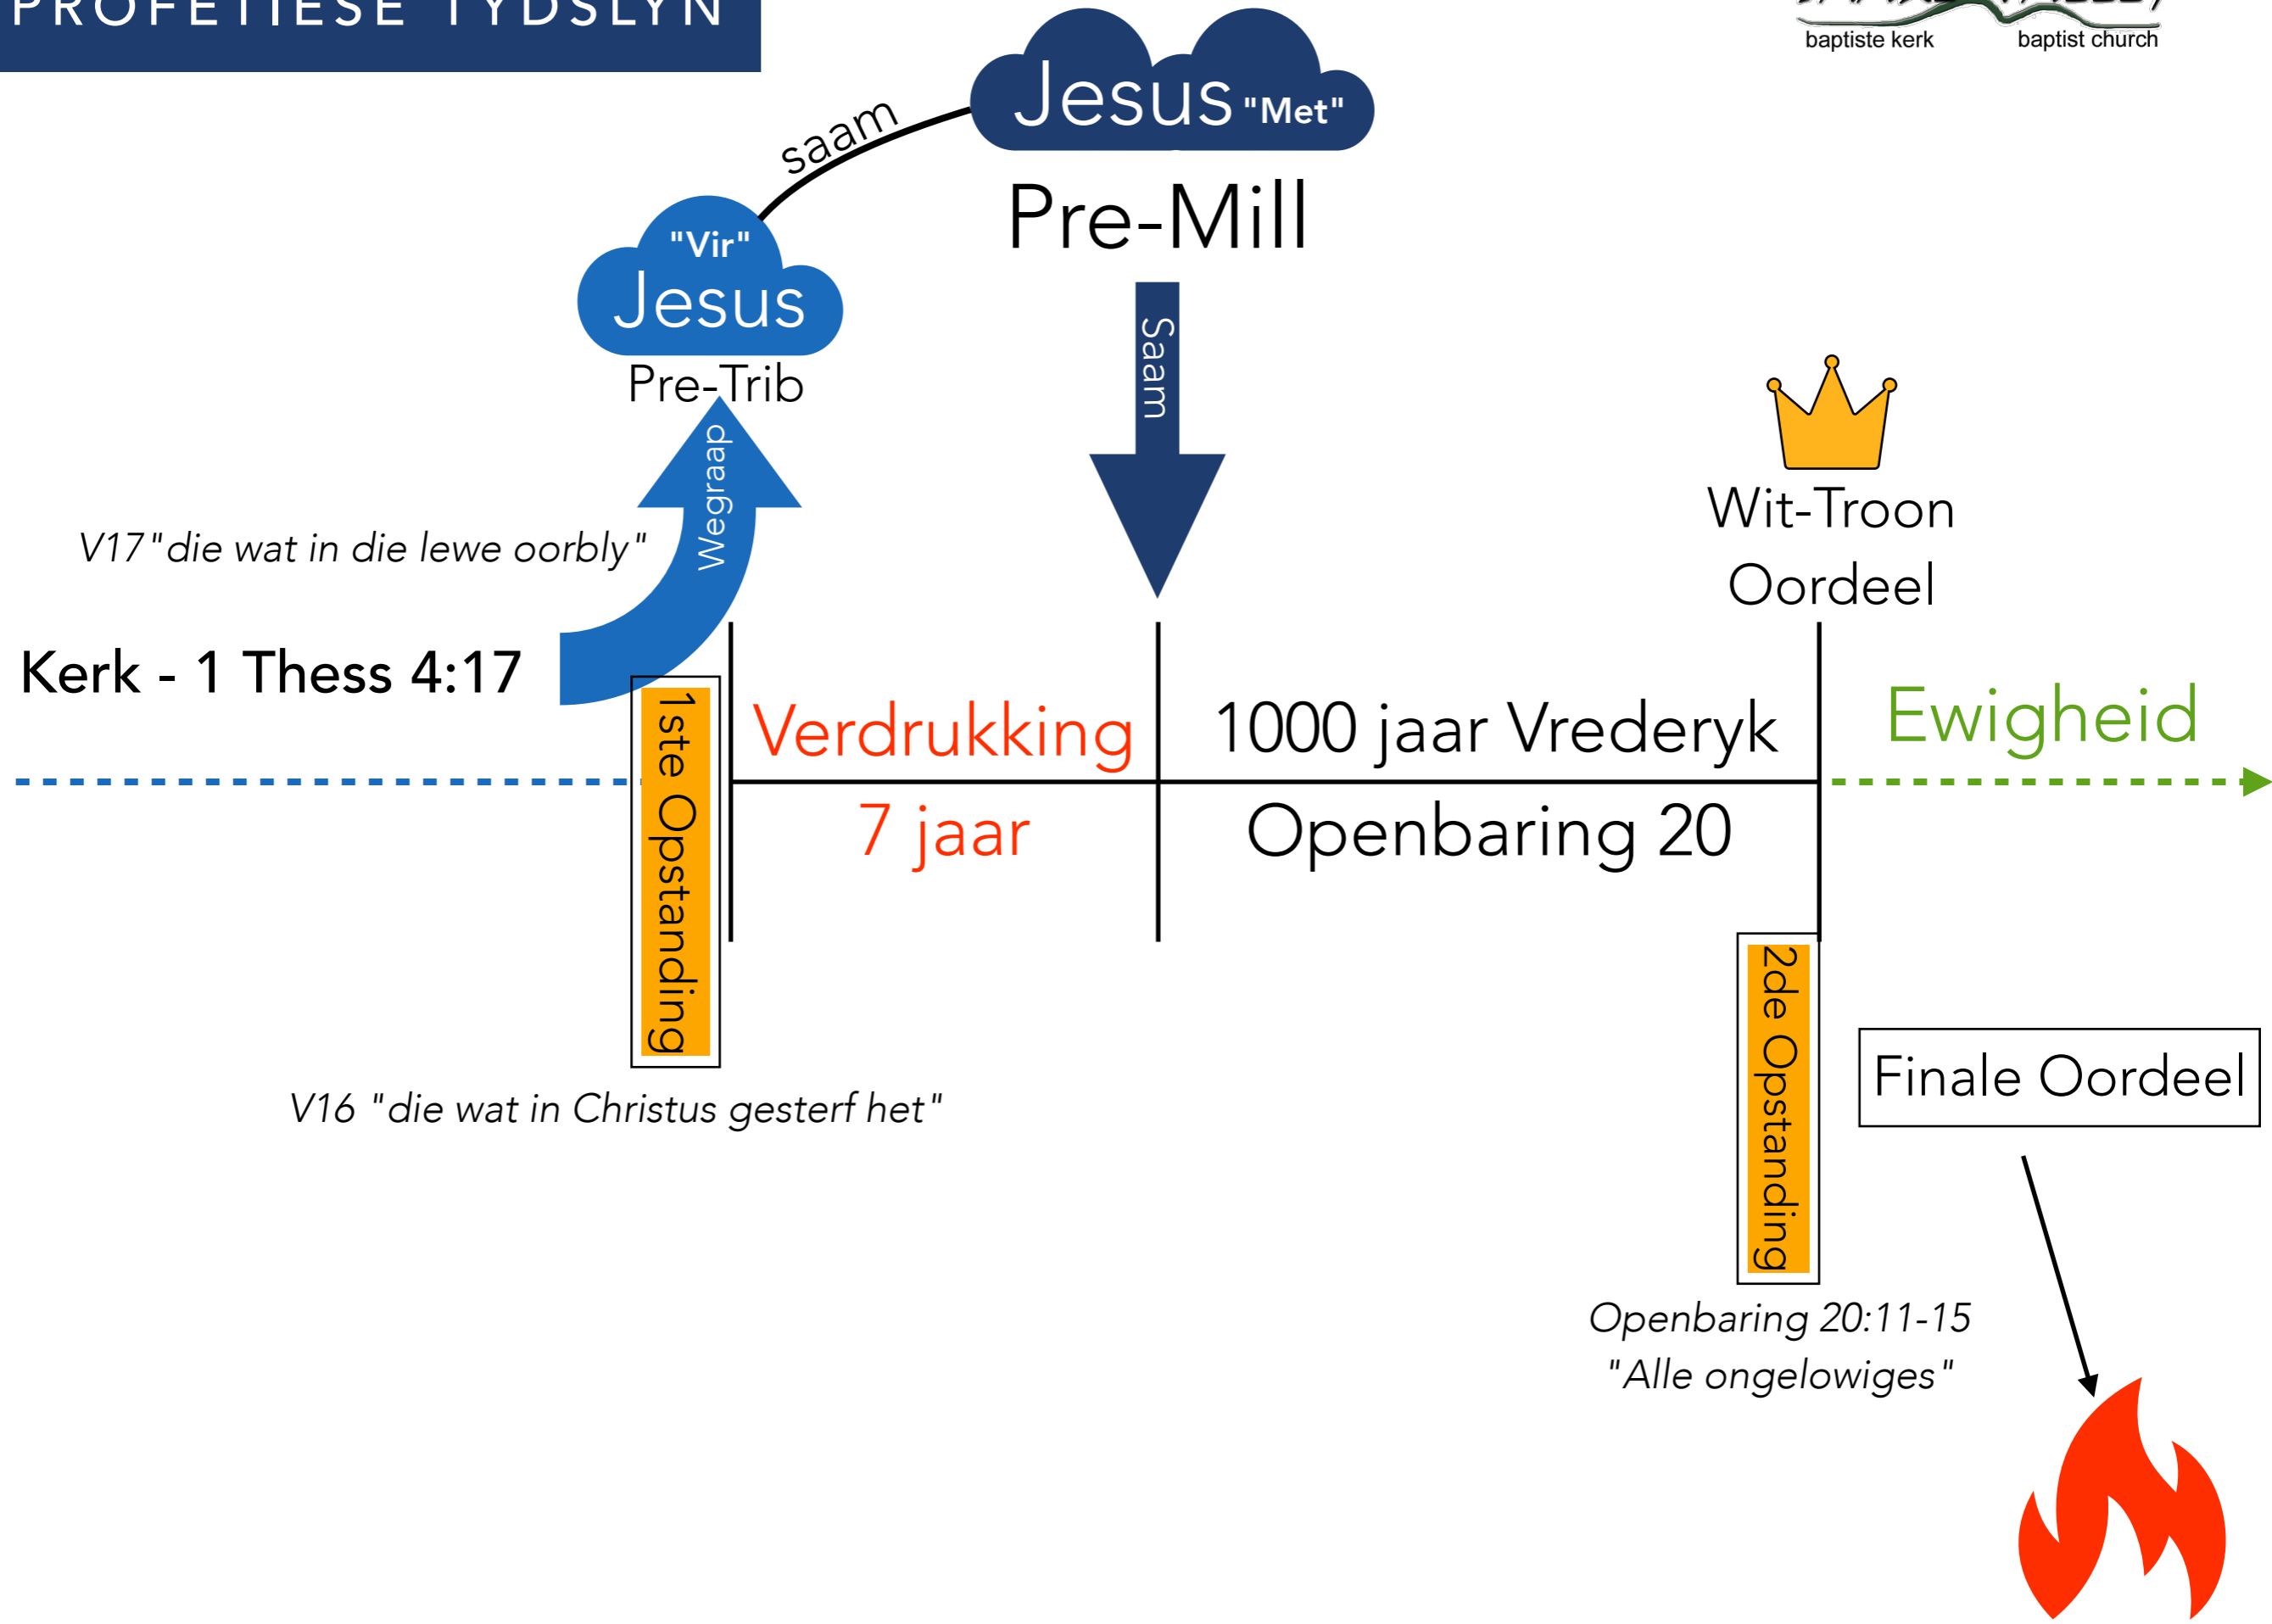 PROFETIESE TYDSLYN
baptiste kerk baptist church
Jesus "Met"
saam
Pre-Mill
"Vir"
Jesus
Pre-Trib
Saam
Wegraap
Wit-Troon
Oordeel
V17"die wat in die lewe oorbly"
Kerk - 1 Thess 4:17
1ste Opstanding
Verdrukking
7 jaar
1000 jaar Vrederyk
Openbaring 20
Ewigheid
2de Opstanding
Finale Oordeel
V16 "die wat in Christus gesterf het"
Openbaring 20:11-15
"Alle ongelowiges"